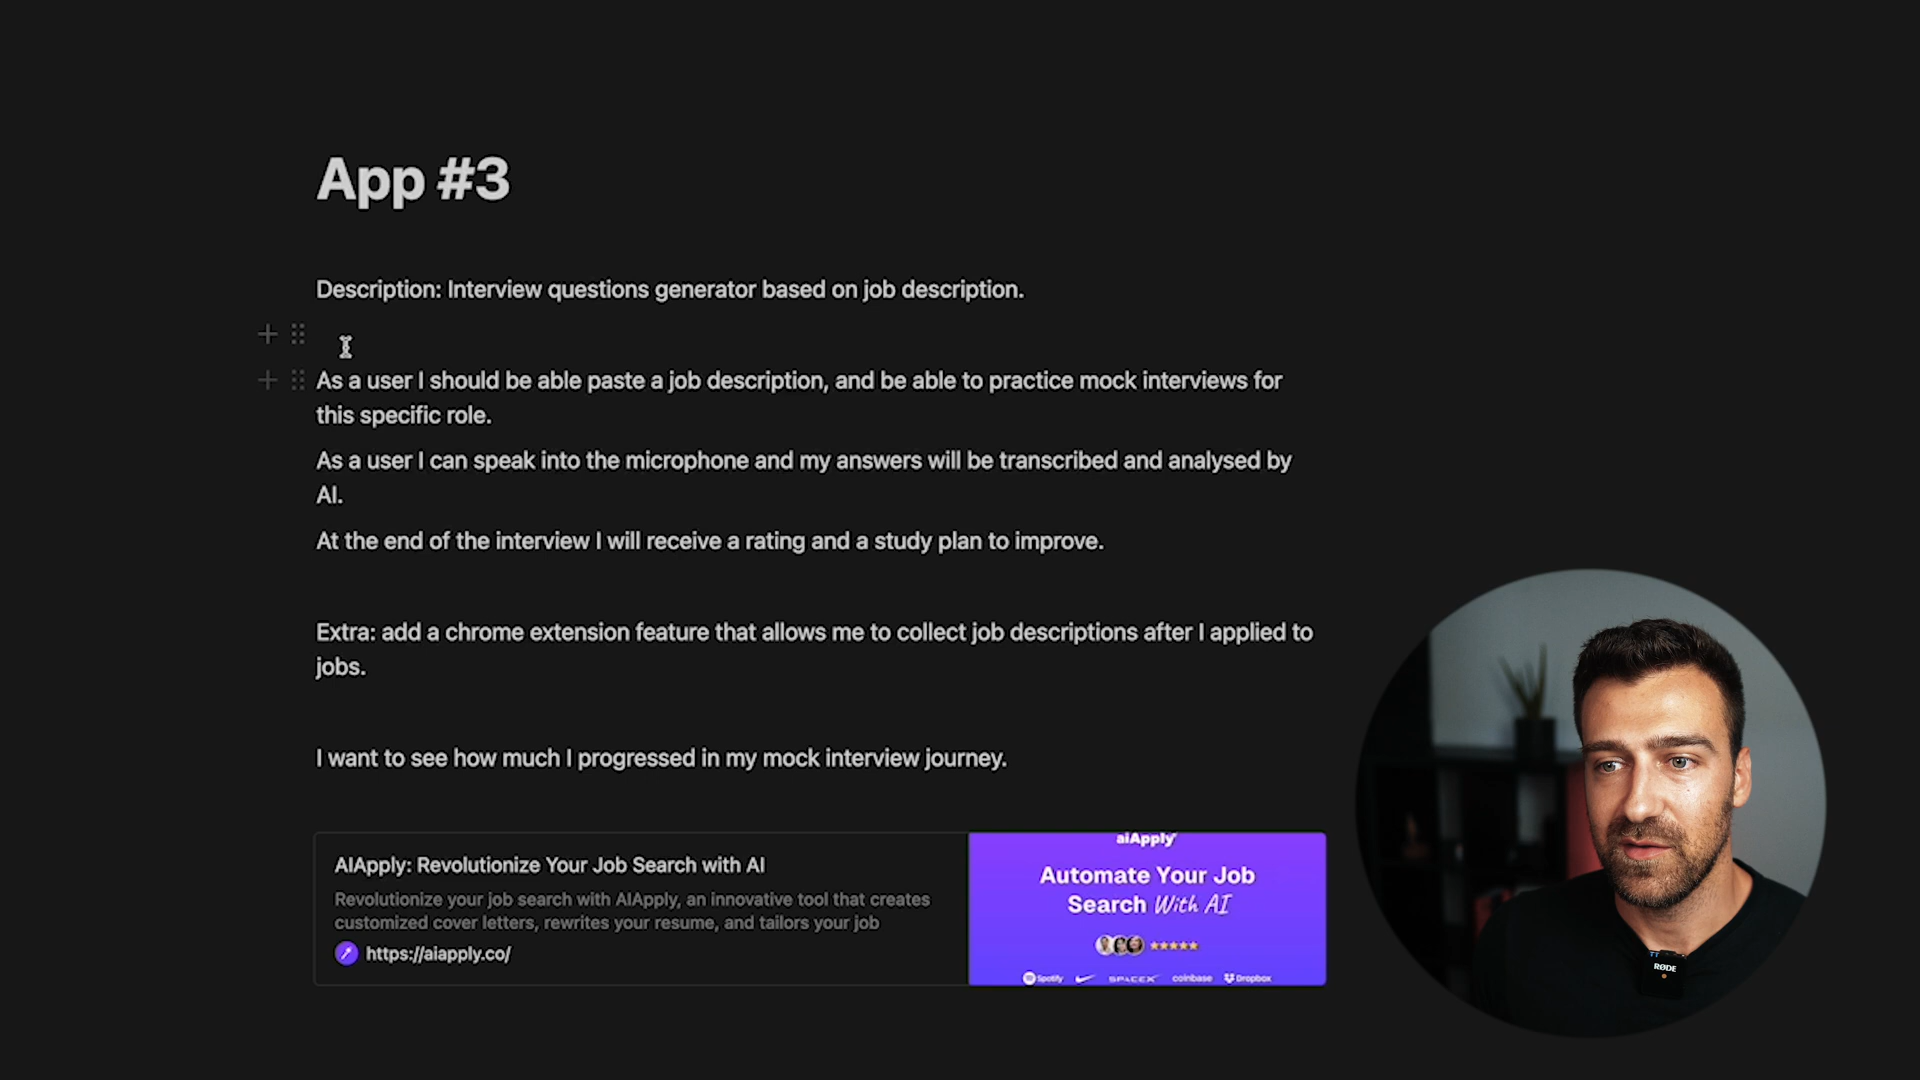 App #3
Description: Interview questions generator based on job description.
As a user I should be able paste a job description, and be able to practice mock interviews for
this specific role.
As a user I can speak into the microphone and my answers will be transcribed and analysed by
AI.
At the end of the interview I will receive a rating and a study plan to improve.
Extra: add a chrome extension feature that allows me to collect job descriptions after I applied to
jobs.
I want to see how much I progressed in my mock interview journey.
AIApply: Revolutionize Your Job Search with AI
Revolutionize your job search with AIApply, an innovative tool that creates
customized cover letters, rewrites your resume, and tailors your job
https://aiapply.co/
aiApply
Automate Your Job
Search With AI
Spotify SPACEX coinbase Dropbox
RØDE